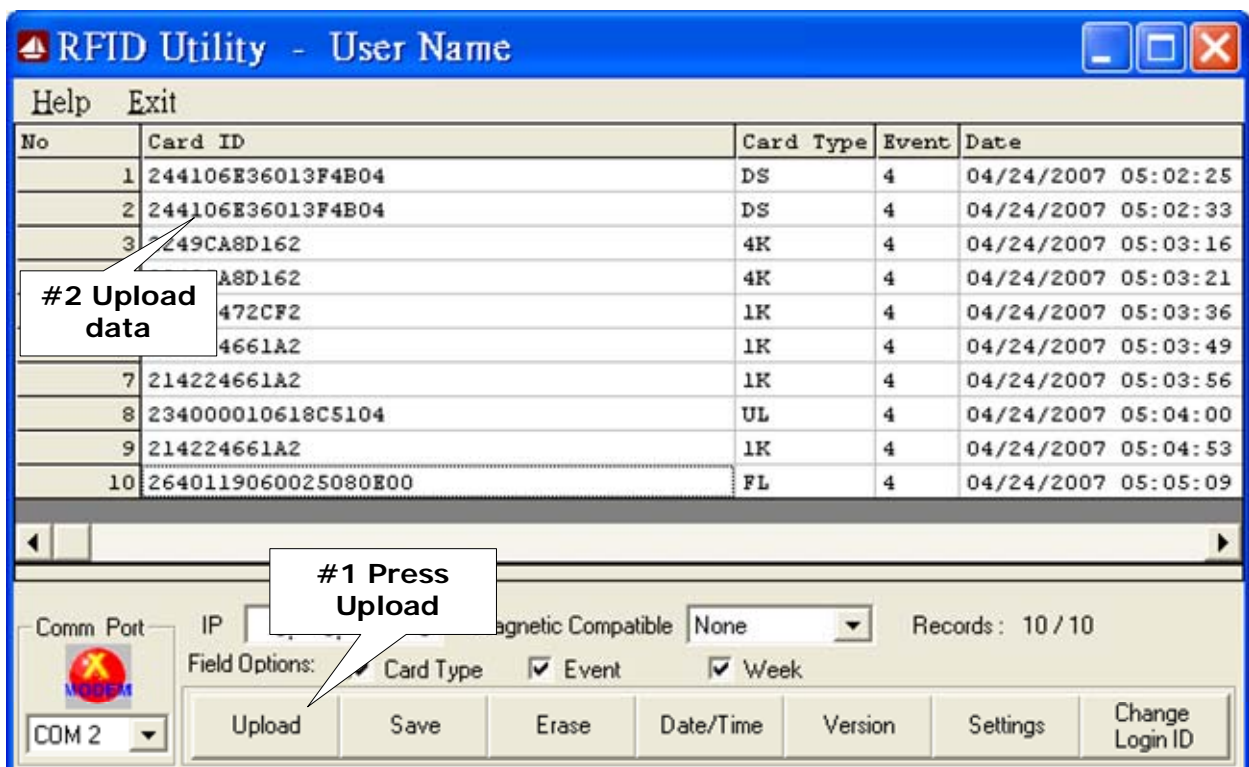 RFID Utility - User Name
Help Exit
No Card ID Card Type Event Date
1 244106E36013F4B04 DS 4 04/24/2007 05:02:25
2 244106E36013F4B04 DS 4 04/24/2007 05:02:33
3 4K 4 04/24/2007 05:03:16
A8D162 4K 4 04/24/2007 05:03:21
472CF2 1K 4 04/24/2007 05:03:36
4661A2 1K 4 04/24/2007 05:03:49
7 214224661A2 1K 4 04/24/2007 05:03:56
8 234000010618C5104 UL 4 04/24/2007 05:04:00
9 214224661A2 1K 4 04/24/2007 05:04:53
10 2640119060025080E00 FL 4 04/24/2007 05:05:09
#2 Upload
data
#1 Press
Upload
Comm Port
X
MODEM
COM 2
IP agnetic Compatible None Records : 10 / 10
Field Options: Card Type Event Week
Upload Save Erase Date/Time Version Settings Change
Login ID